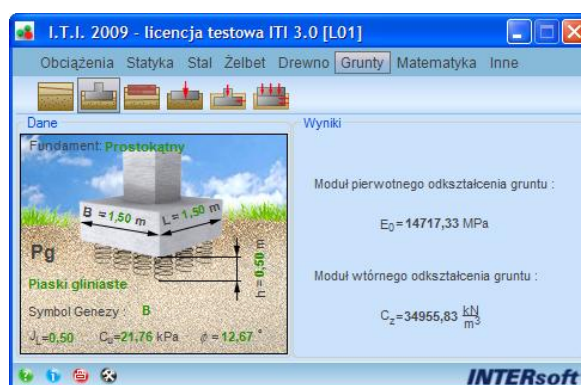 I.T.I. 2009 - licencja testowa ITI 3.0 [L01]
Obciążenia Statyka Stal Żelbet Drewno Grunty Matematyka Inne
Dane
Fundament: Prostokątny
B = 1,50 m L = 1,50 m
h = 0,50 m
Pg
Piaski gliniaste
Symbol Genezy : B
JL=0,50 Cu=21,76 kPa ø = 12,67 °
Wyniki
Moduł pierwotnego odkształcenia gruntu :
E0=14717,33 MPa
Moduł wtórnego odkształcenia gruntu :
Cz=34955,83 kN/m3
INTERsoft